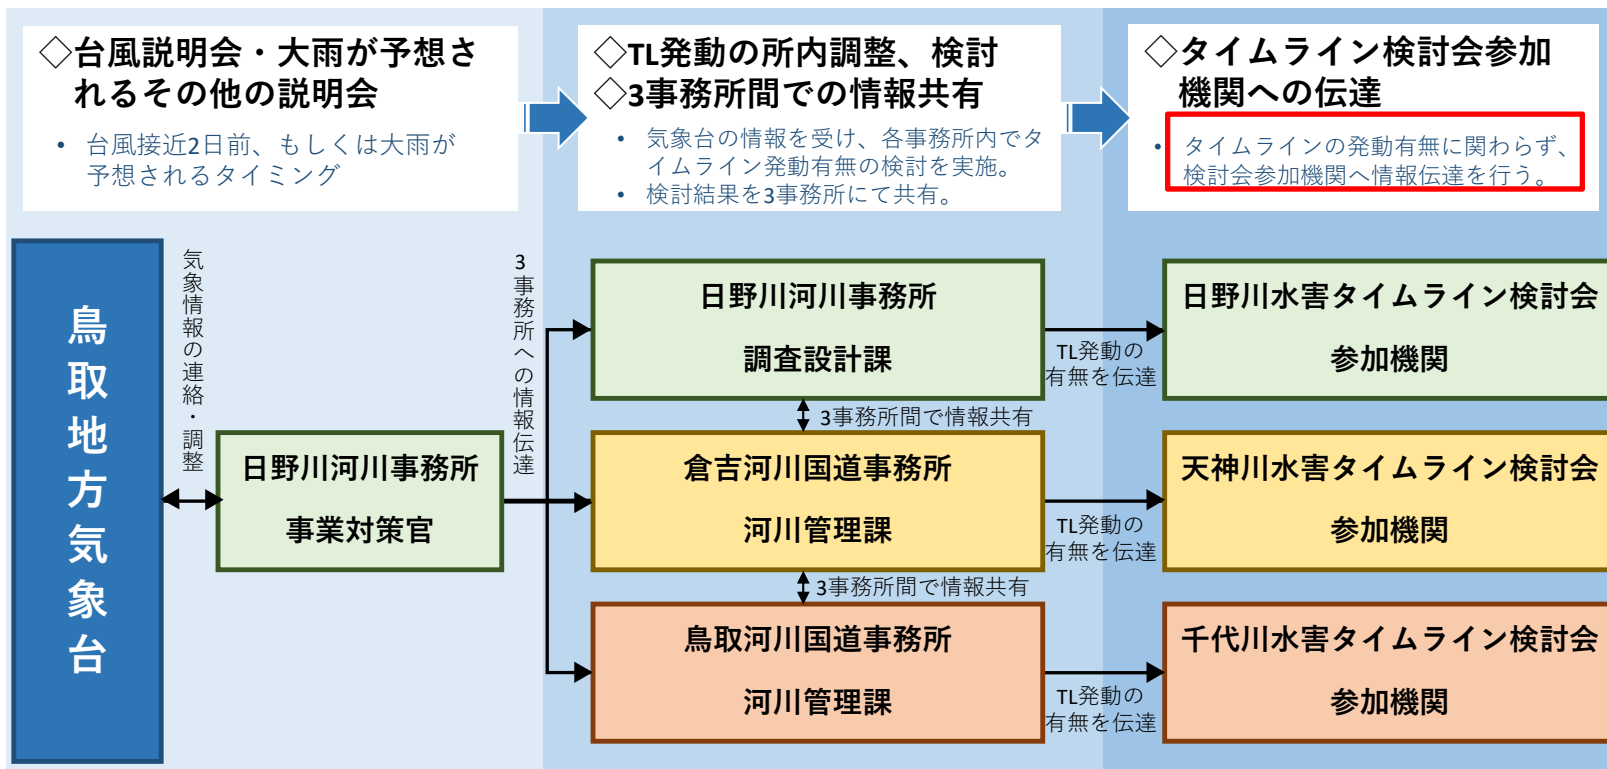 ◇台風説明会・大雨が予想さ
れるその他の説明会
• 台風接近2日前、もしくは大雨が
予想されるタイミング
◇TL発動の所内調整、検討
◇3事務所間での情報共有
• 気象台の情報を受け、各事務所内でタ
イムライン発動有無の検討を実施。
• 検討結果を3事務所にて共有。
◇タイムライン検討会参加
機関への伝達
• タイムラインの発動有無に関わらず、
検討会参加機関へ情報伝達を行う。
鳥取地方気象台
気象情報の連絡・調整
日野川河川事務所
事業対策官
3事務所への情報伝達
日野川河川事務所
調査設計課
TL発動の
有無を伝達
日野川水害タイムライン検討会
参加機関
3事務所間で情報共有
倉吉河川国道事務所
河川管理課
TL発動の
有無を伝達
天神川水害タイムライン検討会
参加機関
3事務所間で情報共有
鳥取河川国道事務所
河川管理課
TL発動の
有無を伝達
千代川水害タイムライン検討会
参加機関